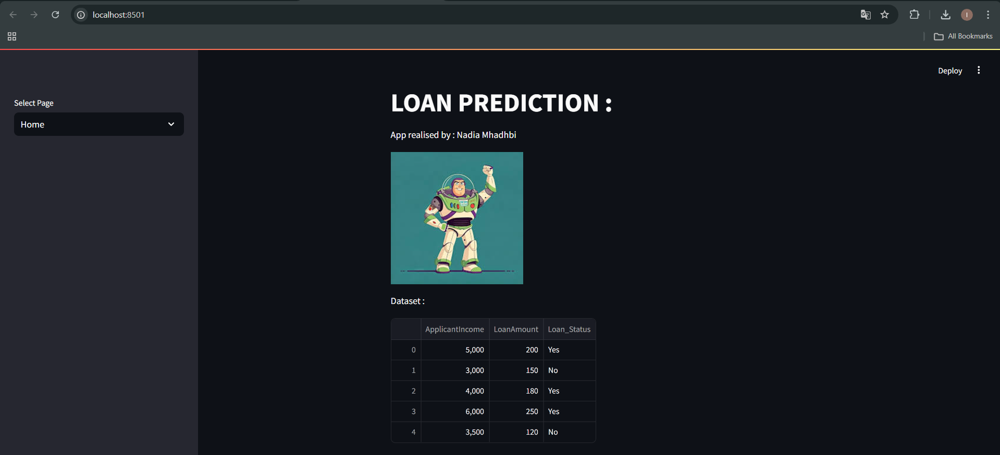 localhost:8501
All Bookmarks
Deploy
Select Page
Home
LOAN PREDICTION :
App realised by : Nadia Mhadhbi
Dataset :
ApplicantIncome LoanAmount Loan_Status
0 5,000 200 Yes
1 3,000 150 No
2 4,000 180 Yes
3 6,000 250 Yes
4 3,500 120 No